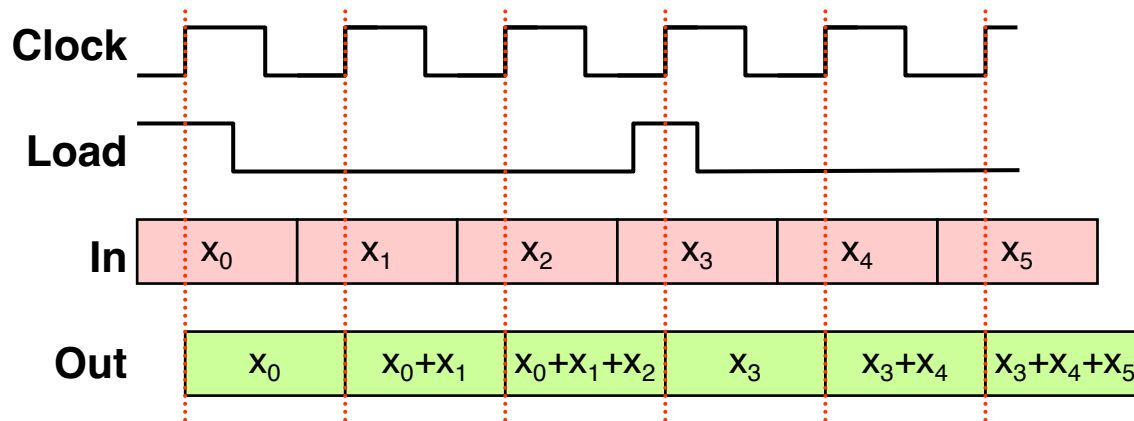 Clock
Load
In x₀ x₁ x₂ x₃ x₄ x₅
Out x₀ x₀+x₁ x₀+x₁+x₂ x₃ x₃+x₄ x₃+x₄+x₅